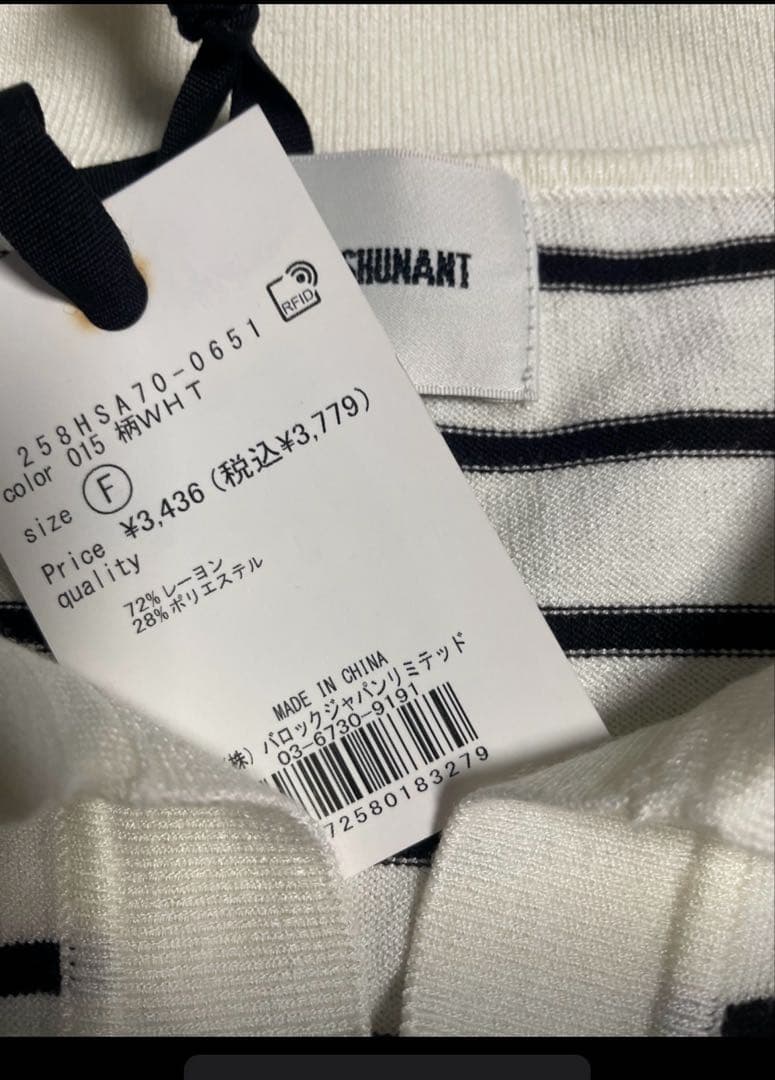 SHUNANT
RFID
258HSA70-0651
color 015 柄WHT
size F
Price ¥3,436 (税込¥3,779)
quality
72%レーヨン
28%ポリエステル
MADE IN CHINA
(株) バロックジャパンリミテッド
03-6730-9191
72580183279